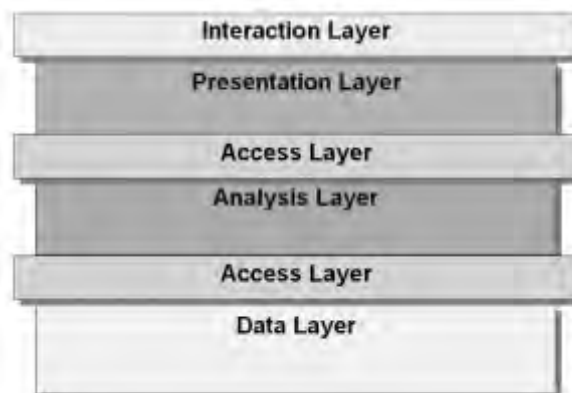 Interaction Layer
Presentation Layer
Access Layer
Analysis Layer
Access Layer
Data Layer